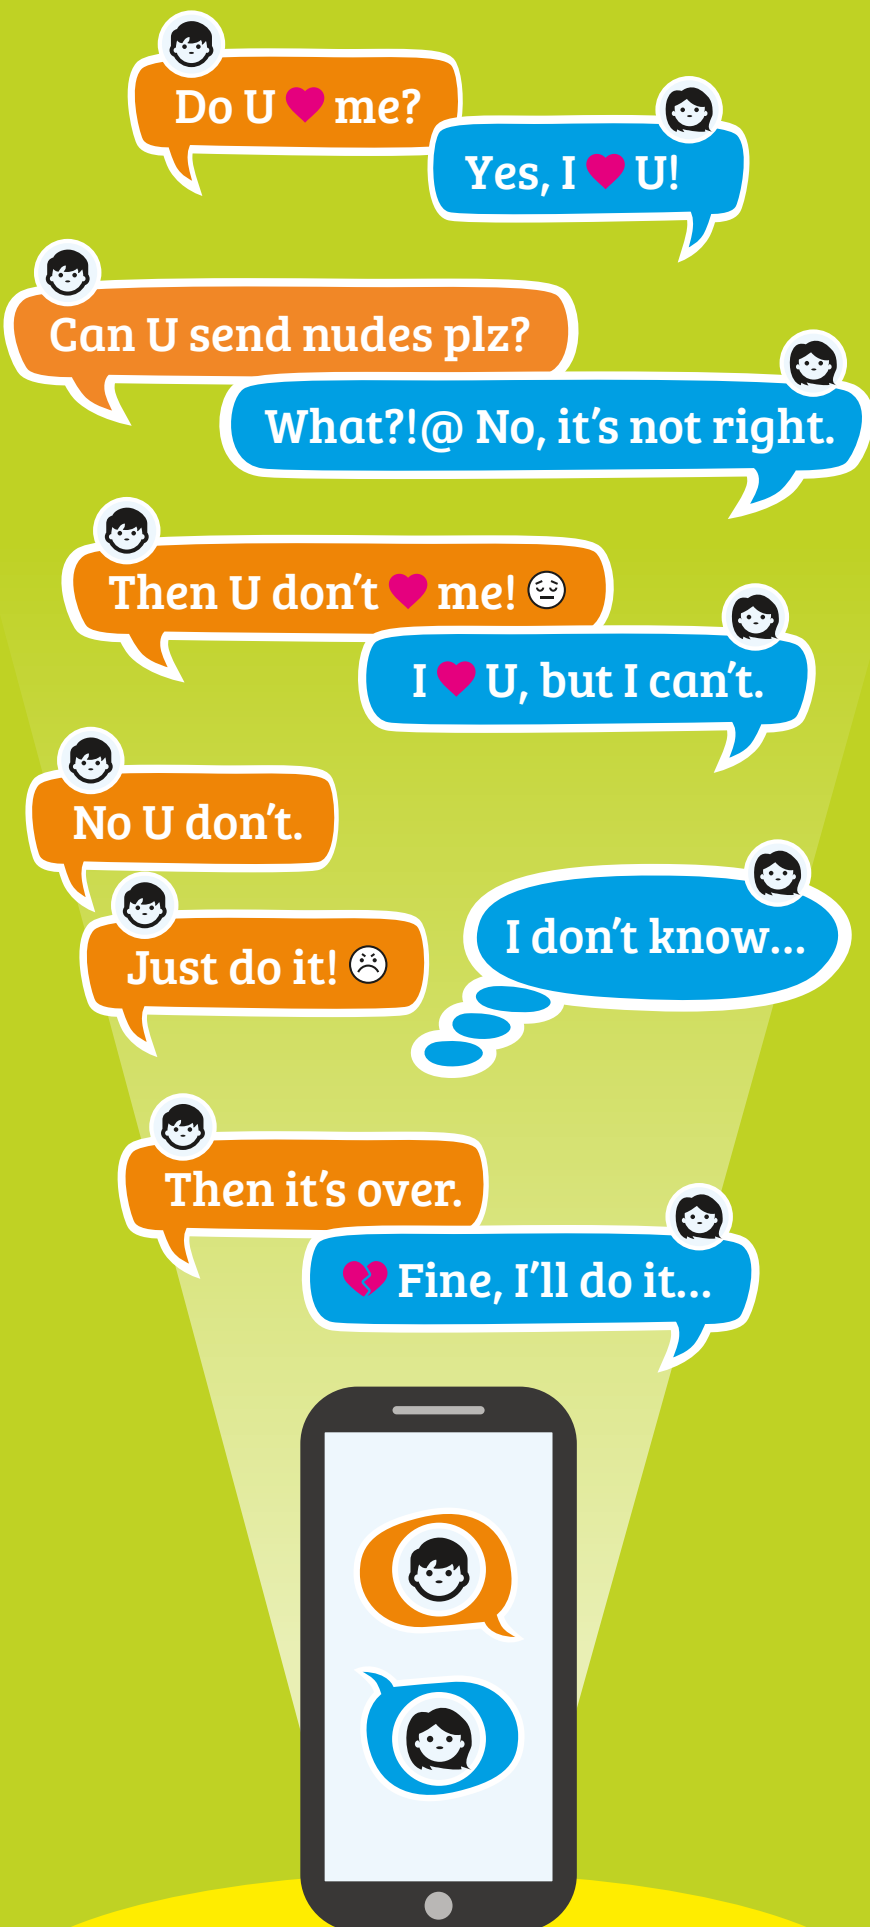 Do U ❤ me?
Yes, I ❤ U!
Can U send nudes plz?
What?!@ No, it’s not right.
Then U don’t ❤ me! 😔
I ❤ U, but I can’t.
No U don’t.
Just do it! 😠
I don’t know...
Then it’s over.
💔 Fine, I’ll do it...